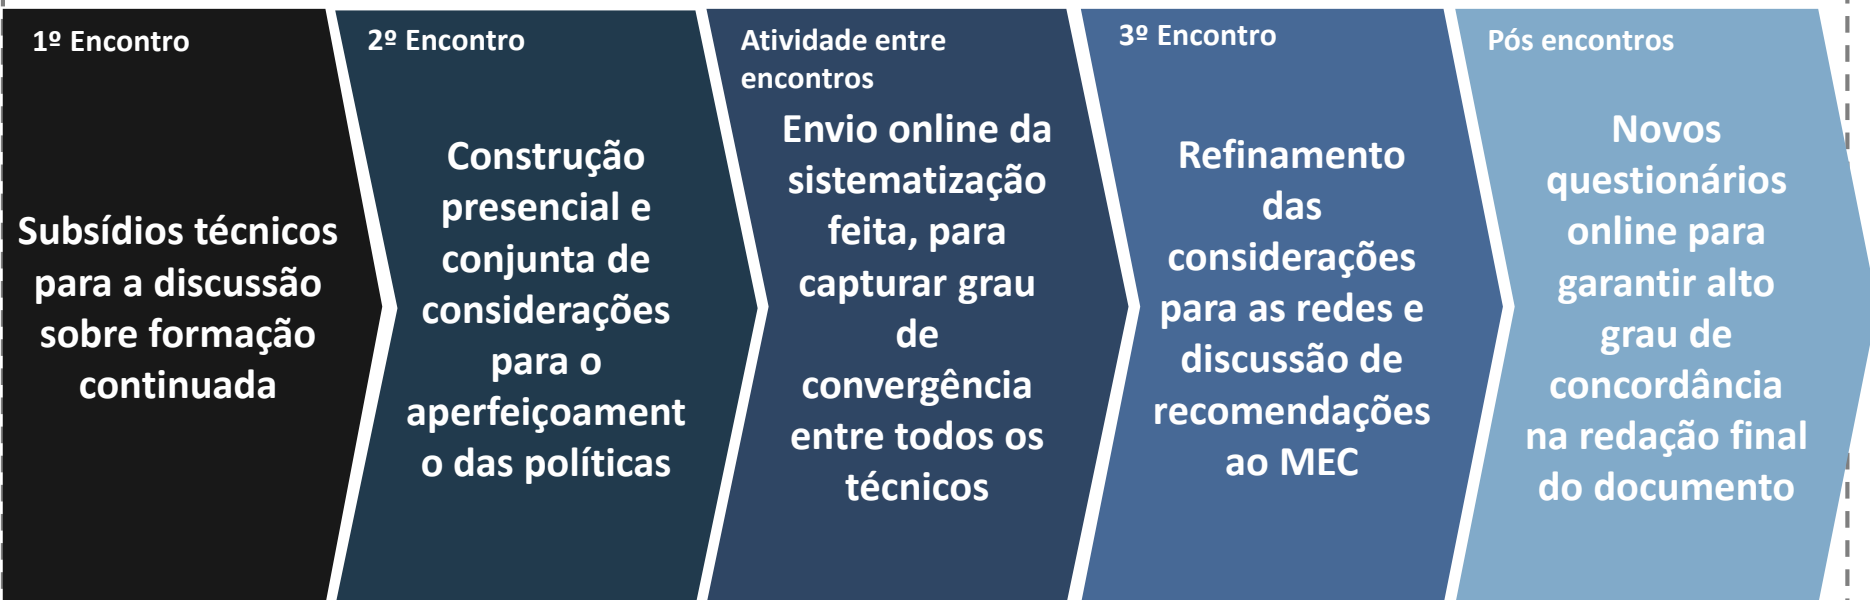 1º Encontro
Subsídios técnicos
para a discussão
sobre formação
continuada
2º Encontro
Construção
presencial e
conjunta de
considerações
para o
aperfeiçoament
o das políticas
Atividade entre
encontros
Envio online da
sistematização
feita, para
capturar grau
de
convergência
entre todos os
técnicos
3º Encontro
Refinamento
das
considerações
para as redes e
discussão de
recomendações
ao MEC
Pós encontros
Novos
questionários
online para
garantir alto
grau de
concordância
na redação final
do documento